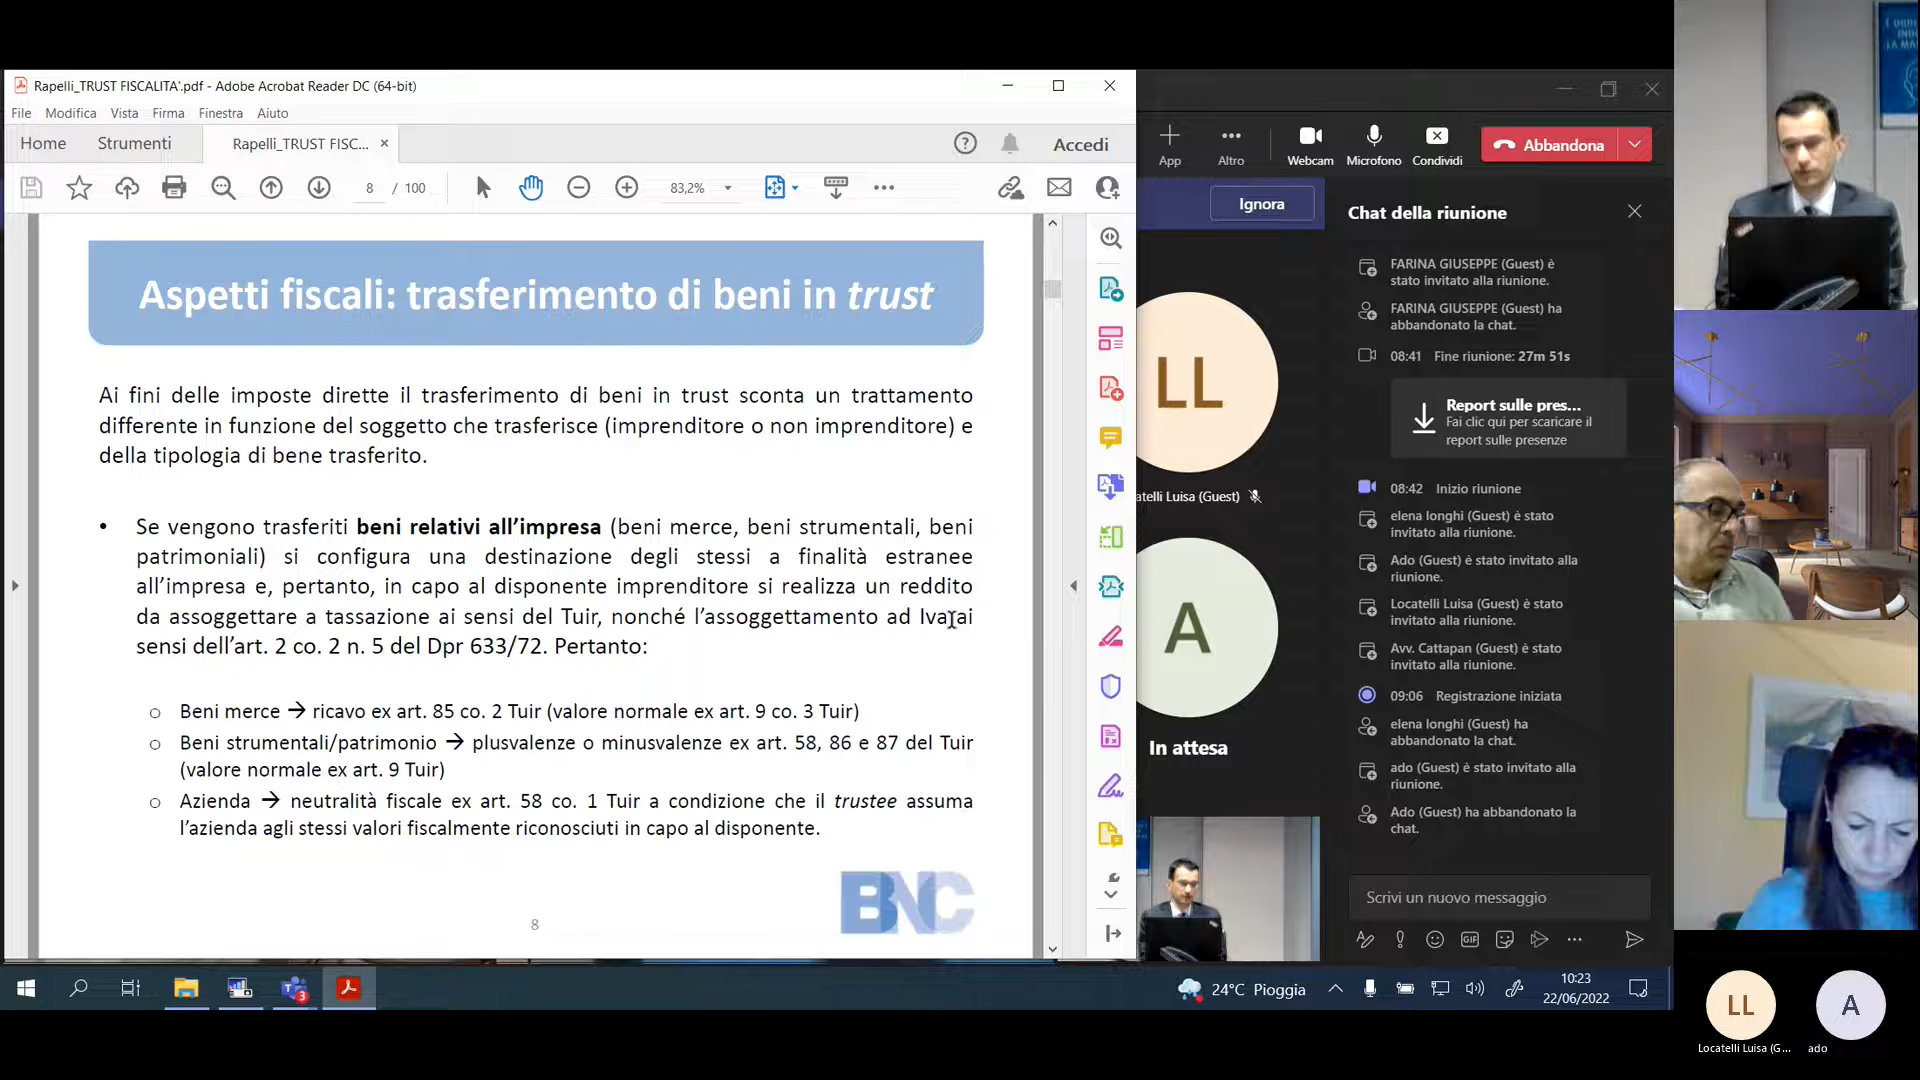 Rapelli_TRUST FISCALITA'.pdf - Adobe Acrobat Reader DC (64-bit)
File Modifica Vista Firma Finestra Aiuto
Home Strumenti Rapelli_TRUST FISC... Accedi
8 / 100 83,2%
Aspetti fiscali: trasferimento di beni in trust
Ai fini delle imposte dirette il trasferimento di beni in trust sconta un trattamento
differente in funzione del soggetto che trasferisce (imprenditore o non imprenditore) e
della tipologia di bene trasferito.
• Se vengono trasferiti beni relativi all’impresa (beni merce, beni strumentali, beni
patrimoniali) si configura una destinazione degli stessi a finalità estranee
all’impresa e, pertanto, in capo al disponente imprenditore si realizza un reddito
da assoggettare a tassazione ai sensi del Tuir, nonché l’assoggettamento ad Iva ai
sensi dell’art. 2 co. 2 n. 5 del Dpr 633/72. Pertanto:
o Beni merce → ricavo ex art. 85 co. 2 Tuir (valore normale ex art. 9 co. 3 Tuir)
o Beni strumentali/patrimonio → plusvalenze o minusvalenze ex art. 58, 86 e 87 del Tuir
(valore normale ex art. 9 Tuir)
o Azienda → neutralità fiscale ex art. 58 co. 1 Tuir a condizione che il trustee assuma
l’azienda agli stessi valori fiscalmente riconosciuti in capo al disponente.
BNC
8
App Altro Webcam Microfono Condividi Abbandona
Ignora
LL
atelli Luisa (Guest)
A
In attesa
Chat della riunione
FARINA GIUSEPPE (Guest) è
stato invitato alla riunione.
FARINA GIUSEPPE (Guest) ha
abbandonato la chat.
08:41 Fine riunione: 27m 51s
Report sulle pres...
Fai clic qui per scaricare il
report sulle presenze
08:42 Inizio riunione
elena longhi (Guest) è stato
invitato alla riunione.
Ado (Guest) è stato invitato alla
riunione.
Locatelli Luisa (Guest) è stato
invitato alla riunione.
Avv. Cattapan (Guest) è stato
invitato alla riunione.
09:06 Registrazione iniziata
elena longhi (Guest) ha
abbandonato la chat.
ado (Guest) è stato invitato alla
riunione.
Ado (Guest) ha abbandonato la
chat.
Scrivi un nuovo messaggio
GIF
3
24°C Pioggia
10:23
22/06/2022
LL
Locatelli Luisa (G...
A
ado